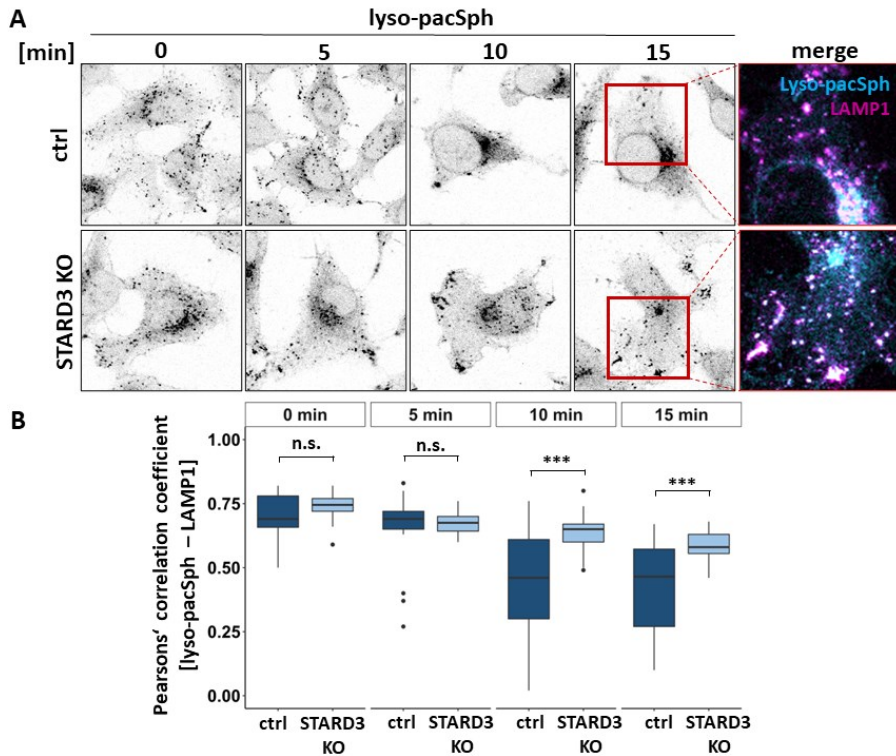 A
lyso-pacSph
[min] 0 5 10 15 merge
ctrl
Lyso-pacSph
LAMP1
STARD3 KO
B
0 min 5 min 10 min 15 min
Pearsons‘ correlation coefficient
[lyso-pacSph – LAMP1]
1.00
0.75
0.50
0.25
0.00
n.s. n.s. *** ***
ctrl STARD3 ctrl STARD3 ctrl STARD3 ctrl STARD3
KO KO KO KO